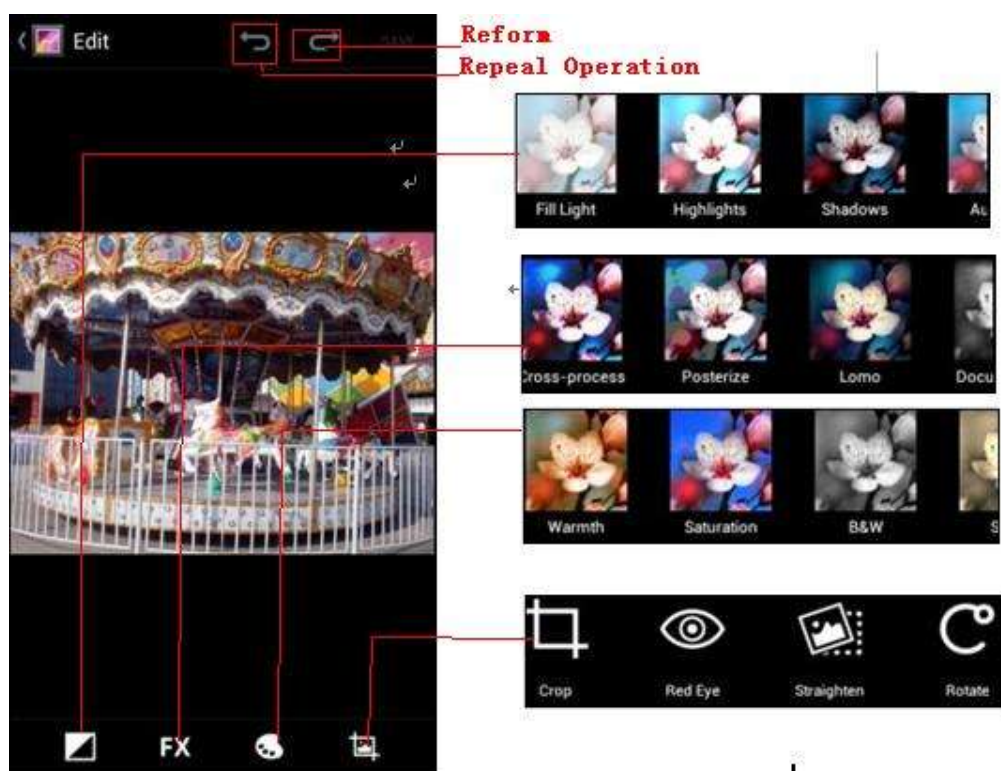 Edit
Reform
Repeal Operation
Fill Light Highlights Shadows
Cross-process Posterize Lomo Docu
Warmth Saturation B&W S
Crop Red Eye Straighten Rotate
FX